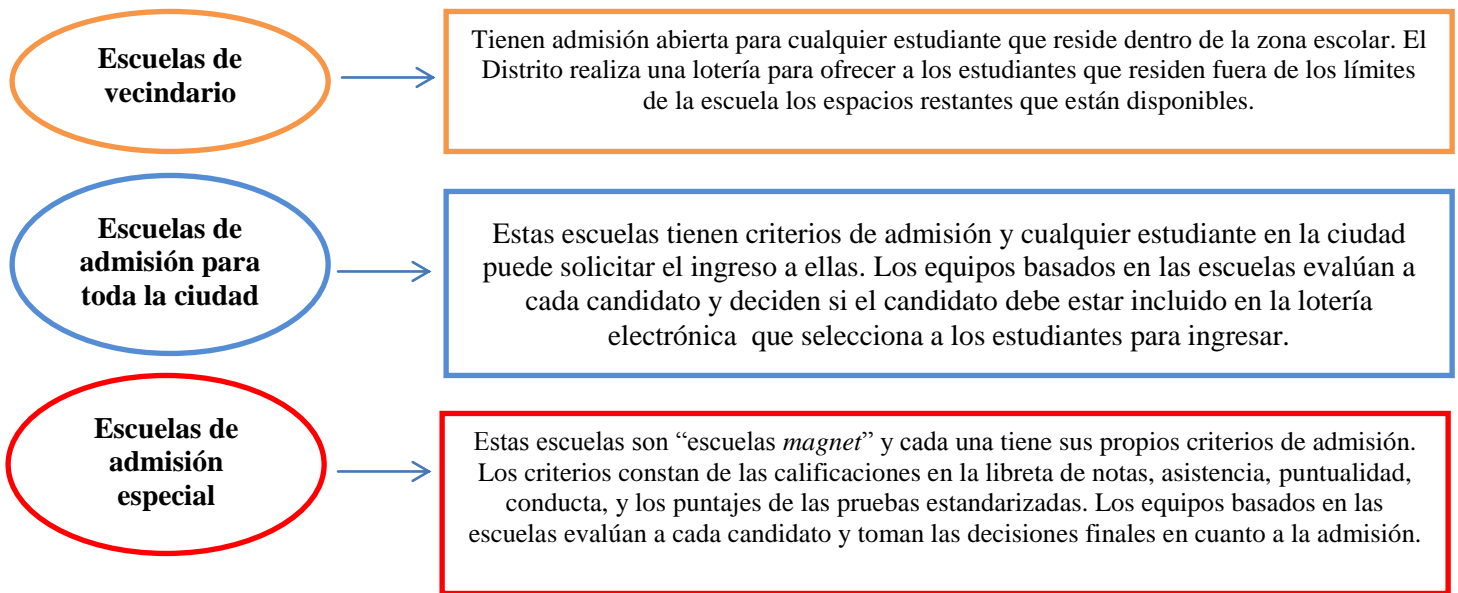 Escuelas de
vecindario
Tienen admisión abierta para cualquier estudiante que reside dentro de la zona escolar. El
Distrito realiza una lotería para ofrecer a los estudiantes que residen fuera de los límites
de la escuela los espacios restantes que están disponibles.
Escuelas de
admisión para
toda la ciudad
Estas escuelas tienen criterios de admisión y cualquier estudiante en la ciudad
puede solicitar el ingreso a ellas. Los equipos basados en las escuelas evalúan a
cada candidato y deciden si el candidato debe estar incluido en la lotería
electrónica que selecciona a los estudiantes para ingresar.
Escuelas de
admisión
especial
Estas escuelas son “escuelas magnet” y cada una tiene sus propios criterios de admisión.
Los criterios constan de las calificaciones en la libreta de notas, asistencia, puntualidad,
conducta, y los puntajes de las pruebas estandarizadas. Los equipos basados en las
escuelas evalúan a cada candidato y toman las decisiones finales en cuanto a la admisión.